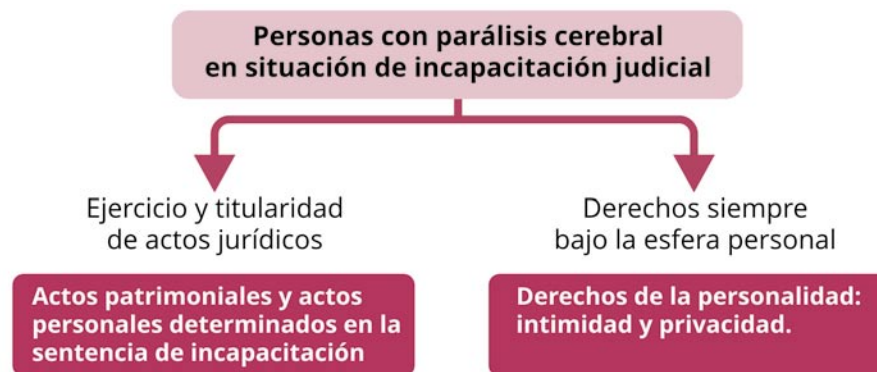 Personas con parálisis cerebral
en situación de incapacitación judicial
Ejercicio y titularidad
de actos jurídicos
Actos patrimoniales y actos
personales determinados en la
sentencia de incapacitación
Derechos siempre
bajo la esfera personal
Derechos de la personalidad:
intimidad y privacidad.